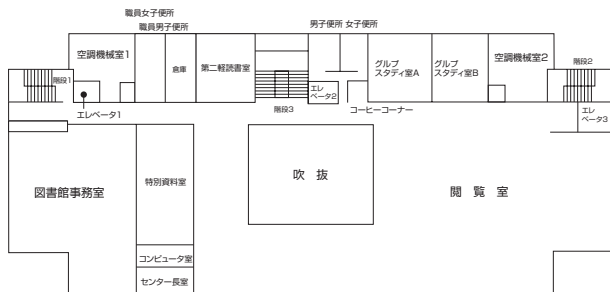 職員女子便所
職員男子便所
男子便所 女子便所
空調機械室1
倉庫
第二軽読書室
グルプ
スタディ室A
グルプ
スタディ室B
空調機械室2
階段2
階段1
エレベータ1
階段3
エレ
ベータ2
コーヒーコーナー
エレ
ベータ3
図書館事務室
特別資料室
吹 抜
閲 覧 室
コンピュータ室
センター長室